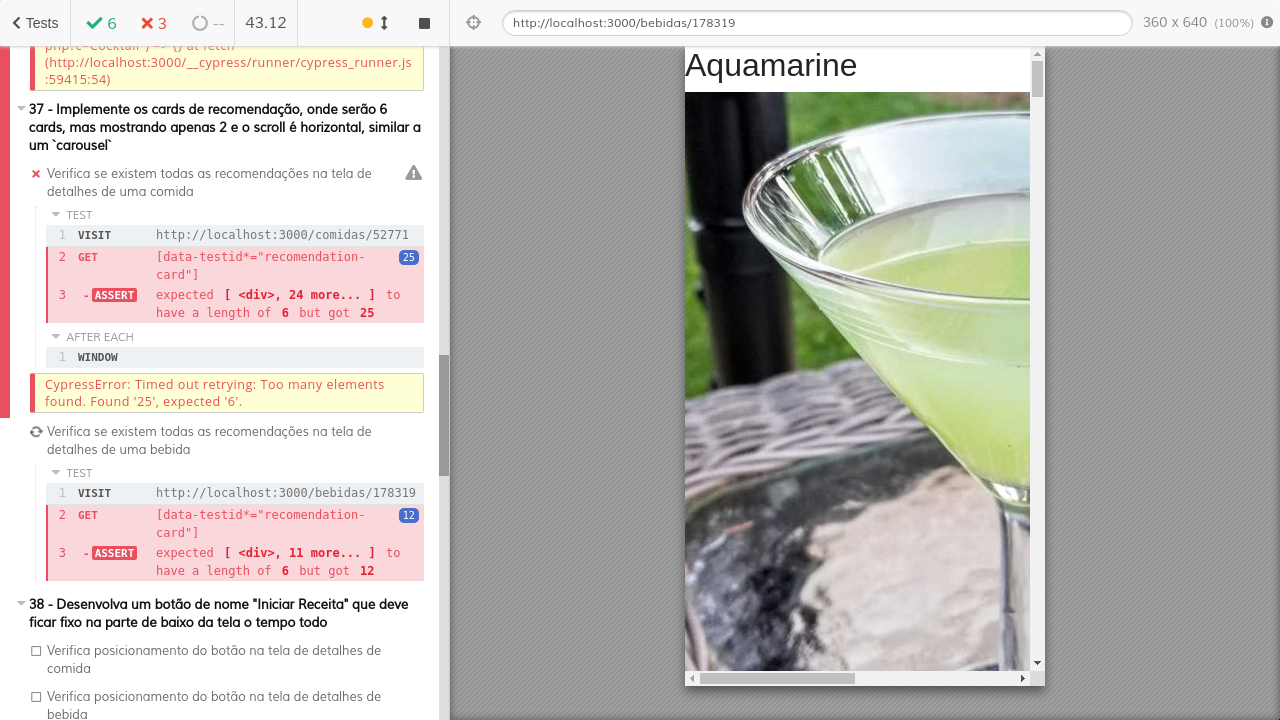 Tests
6
3
--
43.12
http://localhost:3000/bebidas/178319
360 x 640 (100%)
php?c=Cocktail`) => {} at fetch
(http://localhost:3000/__cypress/runner/cypress_runner.js
:59415:54)
37 - Implemente os cards de recomendação, onde serão 6
cards, mas mostrando apenas 2 e o scroll é horizontal, similar a
um `carousel`
Verifica se existem todas as recomendações na tela de
detalhes de uma comida
TEST
1 VISIT http://localhost:3000/comidas/52771
2 GET [data-testid*="recomendation-
card"] 25
3 -ASSERT expected [ <div>, 24 more... ] to
have a length of 6 but got 25
AFTER EACH
1 WINDOW
CypressError: Timed out retrying: Too many elements
found. Found '25', expected '6'.
Verifica se existem todas as recomendações na tela de
detalhes de uma bebida
TEST
1 VISIT http://localhost:3000/bebidas/178319
2 GET [data-testid*="recomendation-
card"] 12
3 -ASSERT expected [ <div>, 11 more... ] to
have a length of 6 but got 12
38 - Desenvolva um botão de nome "Iniciar Receita" que deve
ficar fixo na parte de baixo da tela o tempo todo
Verifica posicionamento do botão na tela de detalhes de
comida
Verifica posicionamento do botão na tela de detalhes de
bebida
Aquamarine